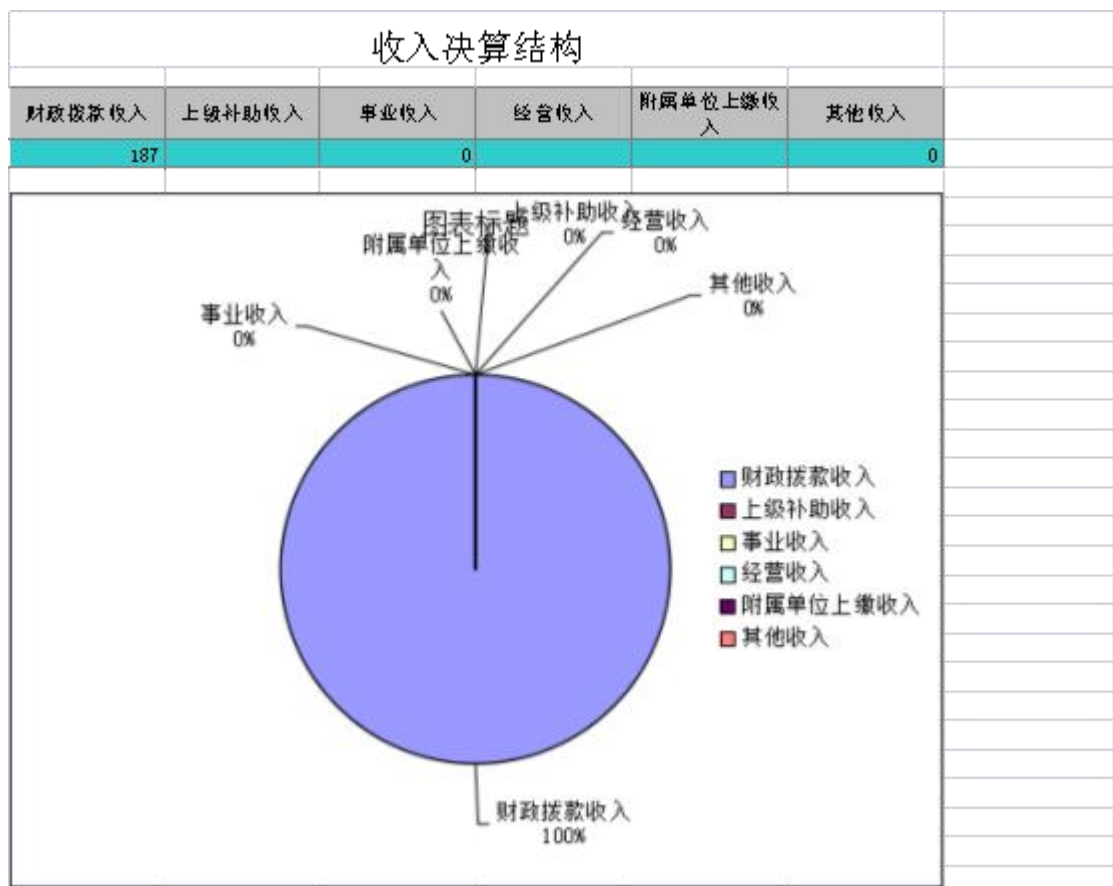 收入决算结构
财政拨款收入 上级补助收入 事业收入 经营收入 附属单位上缴收入 其他收入
187 0 0
图表标题
上级补助收入
0%
经营收入
0%
附属单位上缴收
入
0%
其他收入
0%
事业收入
0%
财政拨款收入
上级补助收入
事业收入
经营收入
附属单位上缴收入
其他收入
财政拨款收入
100%